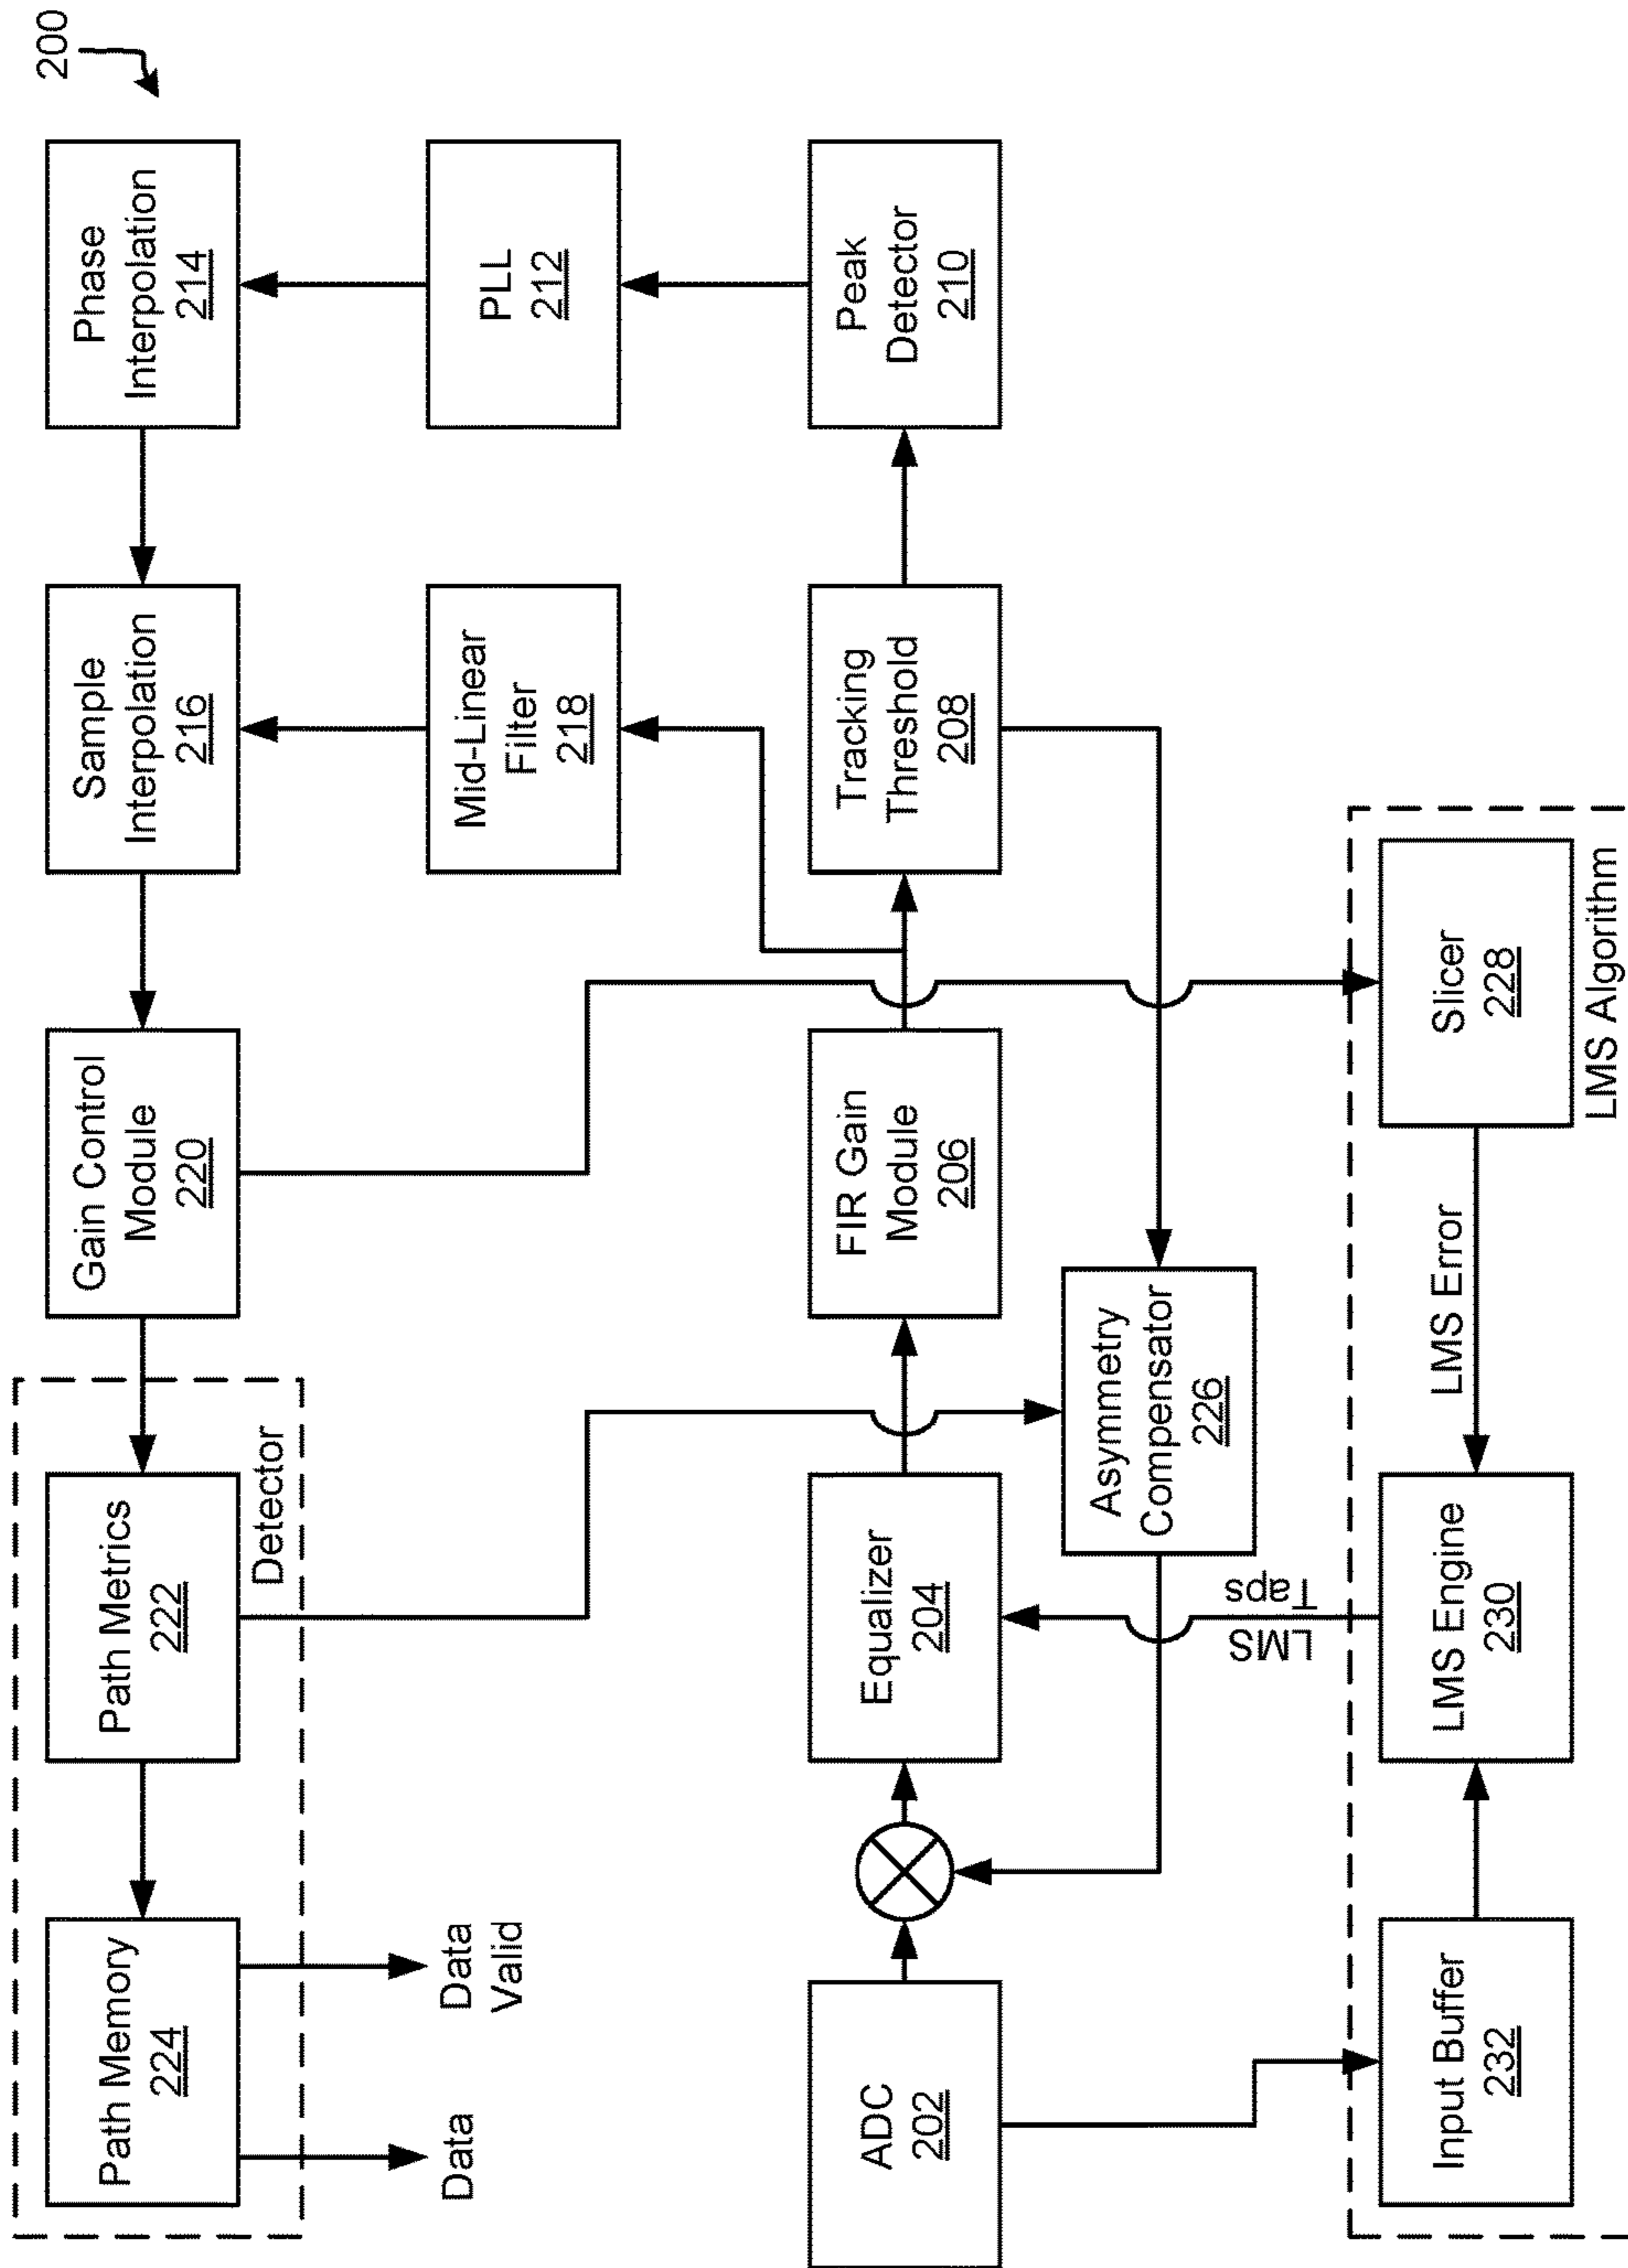 200
Path Memory
224
Path Metrics
222
Gain Control
Module
220
Sample
Interpolation
216
Phase
Interpolation
214
Detector
Data
Data
Valid
Mid-Linear
Filter
218
PLL
212
ADC
202
Equalizer
204
FIR Gain
Module
206
Tracking
Threshold
208
Peak
Detector
210
Asymmetry
Compensator
226
LMS
Taps
Input Buffer
232
LMS Engine
230
LMS Error
Slicer
228
LMS Algorithm